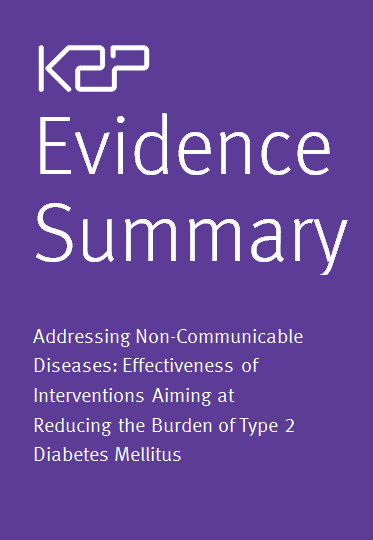 K2P
Evidence
Summary
Addressing Non-Communicable
Diseases: Effectiveness of
Interventions Aiming at
Reducing the Burden of Type 2
Diabetes Mellitus